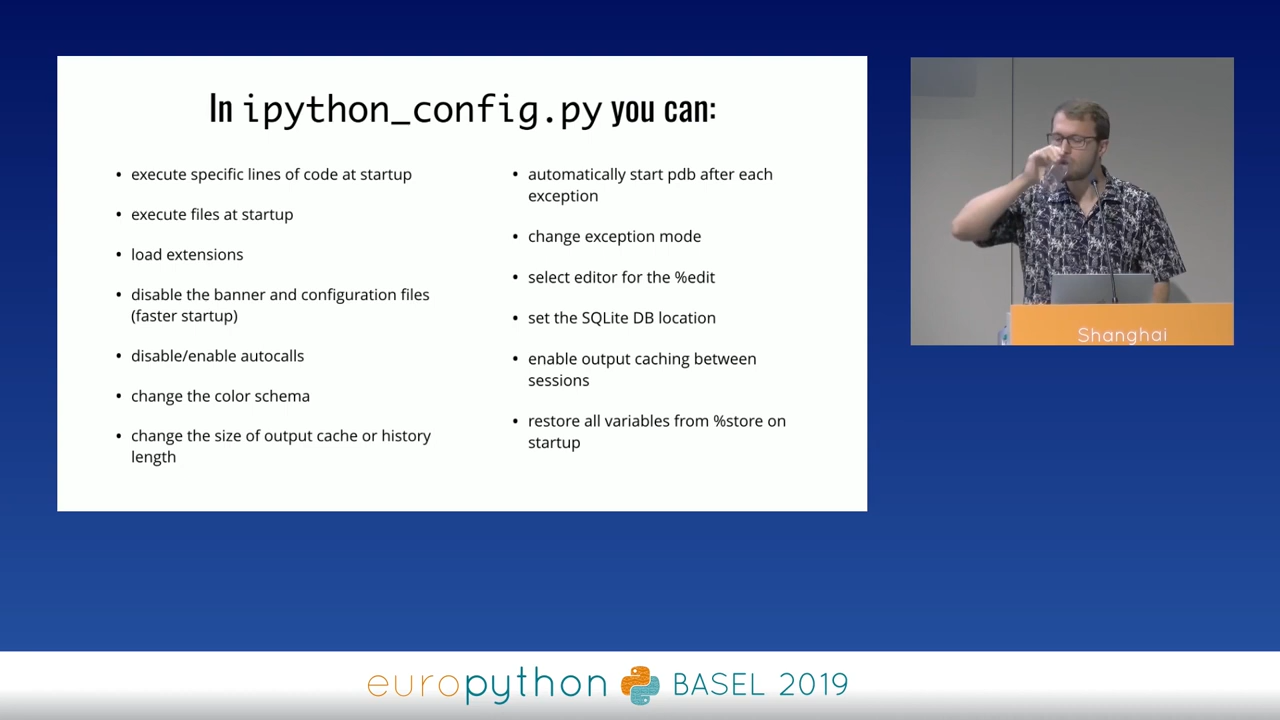 In ipython_config.py you can:
• execute specific lines of code at startup
• execute files at startup
• load extensions
• disable the banner and configuration files
(faster startup)
• disable/enable autocalls
• change the color schema
• change the size of output cache or history
length
• automatically start pdb after each
exception
• change exception mode
• select editor for the %edit
• set the SQLite DB location
• enable output caching between
sessions
• restore all variables from %store on
startup
Shanghai
europython BASEL 2019